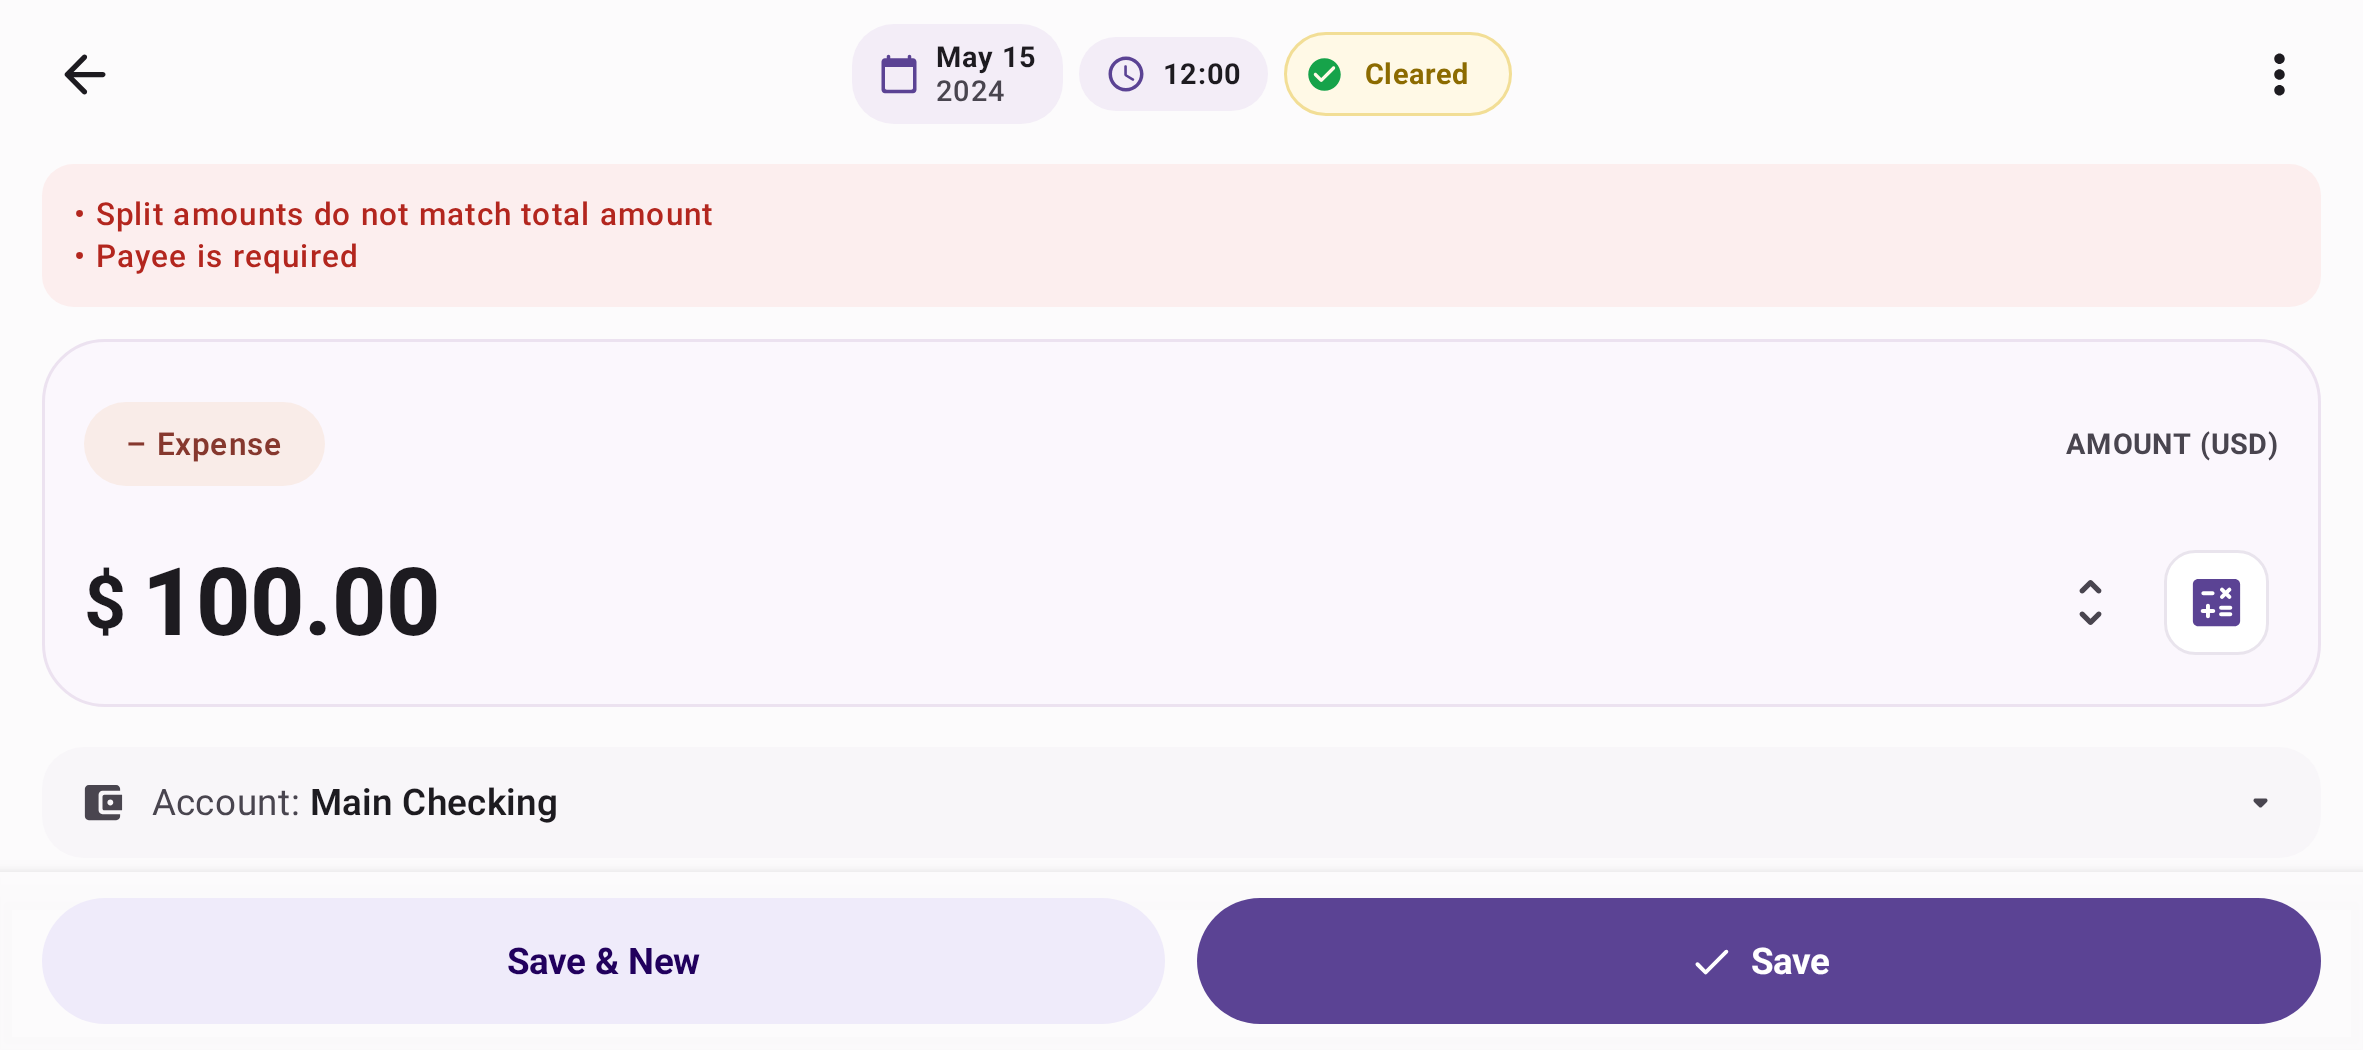 May 15
2024
12:00
Cleared
• Split amounts do not match total amount
• Payee is required
– Expense
AMOUNT (USD)
$ 100.00
Account: Main Checking
Save & New
Save